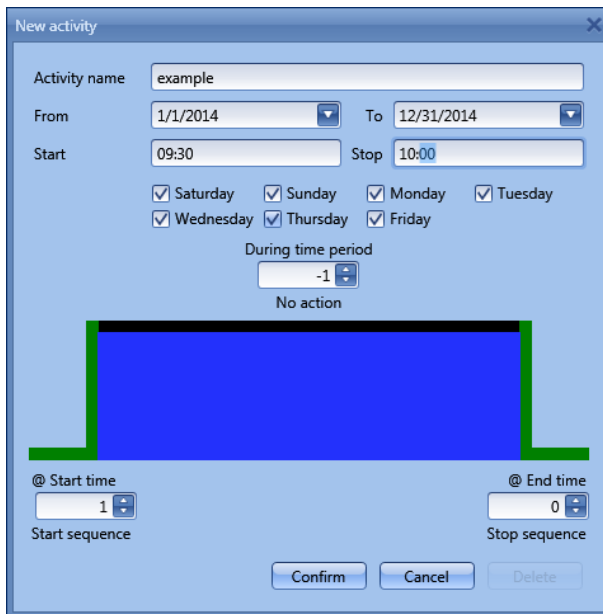 New activity
Activity name example
From 1/1/2014 To 12/31/2014
Start 09:30 Stop 10:00
Saturday Sunday Monday Tuesday
Wednesday Thursday Friday
During time period
-1
No action
@ Start time @ End time
1 0
Start sequence Stop sequence
Confirm Cancel Delete